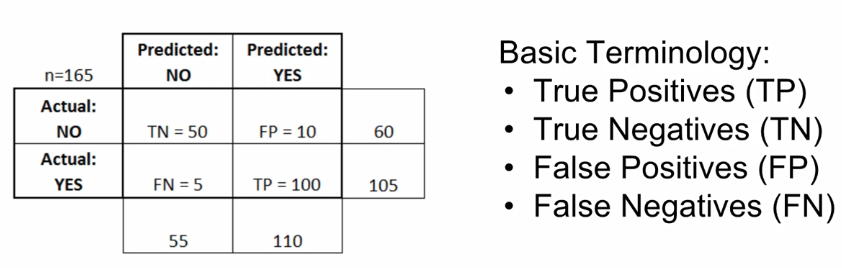 Predicted: Predicted:
n=165 NO YES
Actual:
NO TN = 50 FP = 10 60
Actual:
YES FN = 5 TP = 100 105
55 110
Basic Terminology:
• True Positives (TP)
• True Negatives (TN)
• False Positives (FP)
• False Negatives (FN)